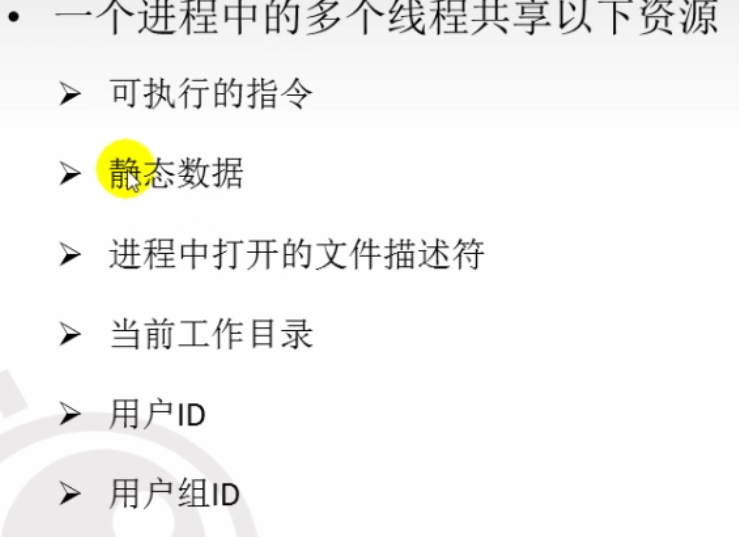 • 一个进程中的多个线程共享以下资源
➢ 可执行的指令
➢ 静态数据
➢ 进程中打开的文件描述符
➢ 当前工作目录
➢ 用户ID
➢ 用户组ID